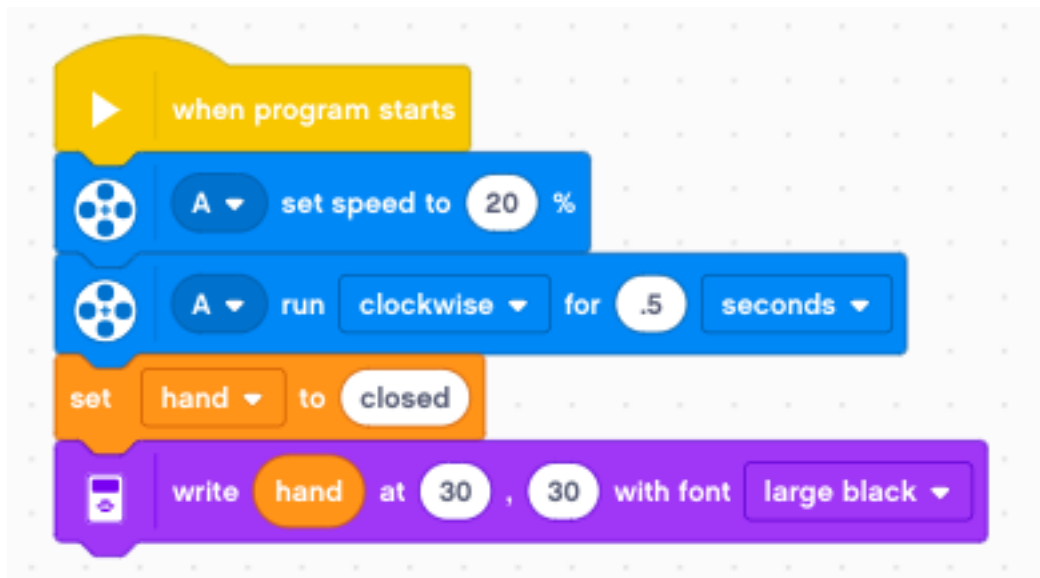 when program starts
A set speed to 20 %
A run clockwise for .5 seconds
set hand to closed
write hand at 30 , 30 with font large black